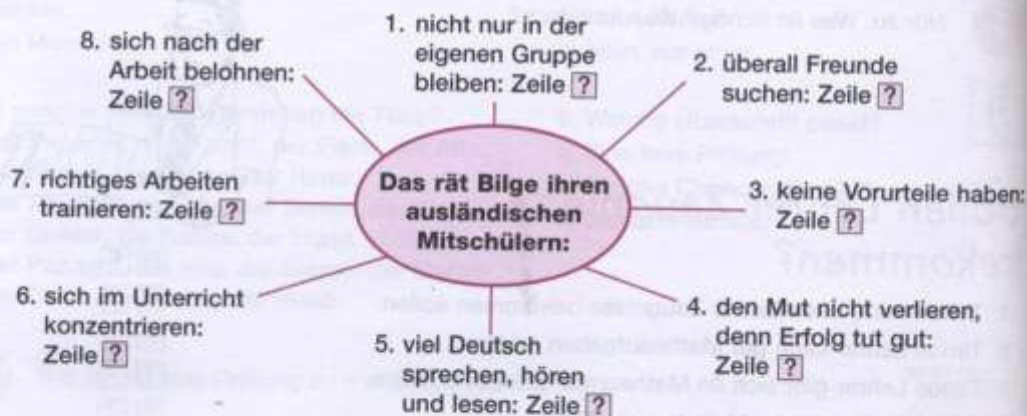 8. sich nach der
Arbeit belohnen:
Zeile ?
1. nicht nur in der
eigenen Gruppe
bleiben: Zeile ?
2. überall Freunde
suchen: Zeile ?
7. richtiges Arbeiten
trainieren: Zeile ?
Das rät Bilge ihren
ausländischen
Mitschülern:
3. keine Vorurteile haben:
Zeile ?
6. sich im Unterricht
konzentrieren:
Zeile ?
5. viel Deutsch
sprechen, hören
und lesen: Zeile ?
4. den Mut nicht verlieren,
denn Erfolg tut gut:
Zeile ?